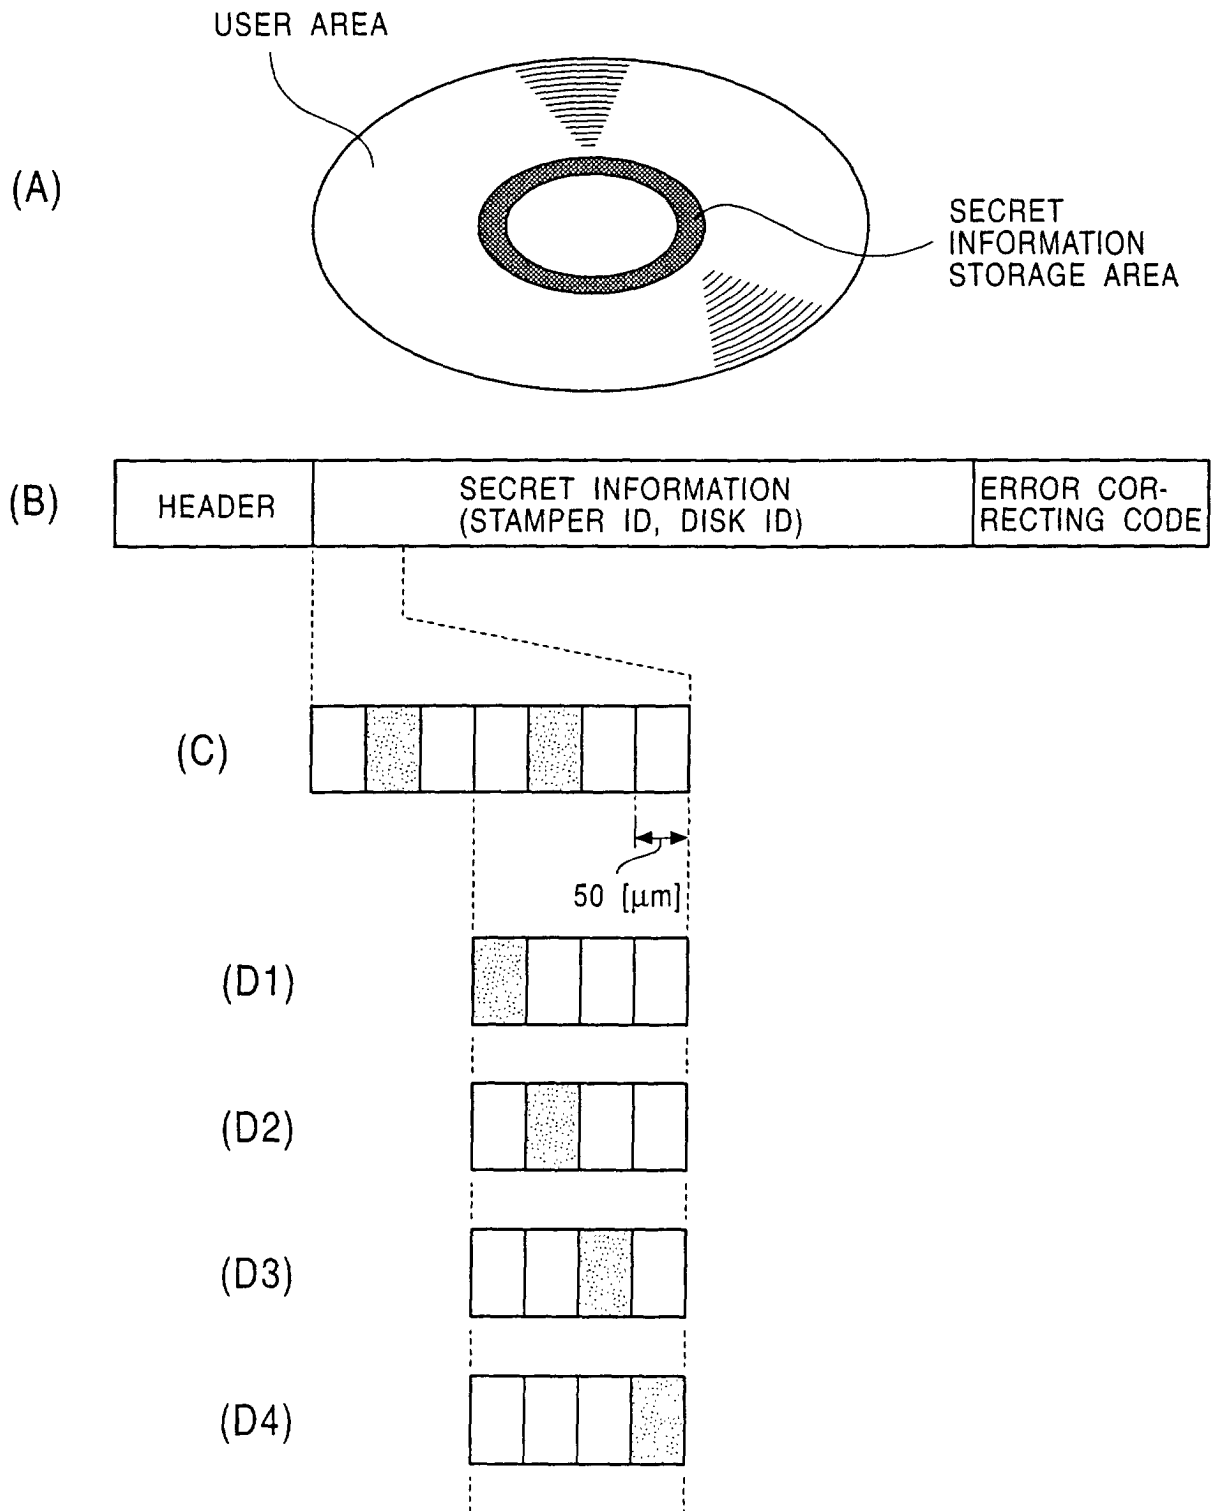 USER AREA
(A)
SECRET
INFORMATION
STORAGE AREA
(B)
HEADER
SECRET INFORMATION
(STAMPER ID, DISK ID)
ERROR COR-
RECTING CODE
(C)
50 [μm]
(D1)
(D2)
(D3)
(D4)